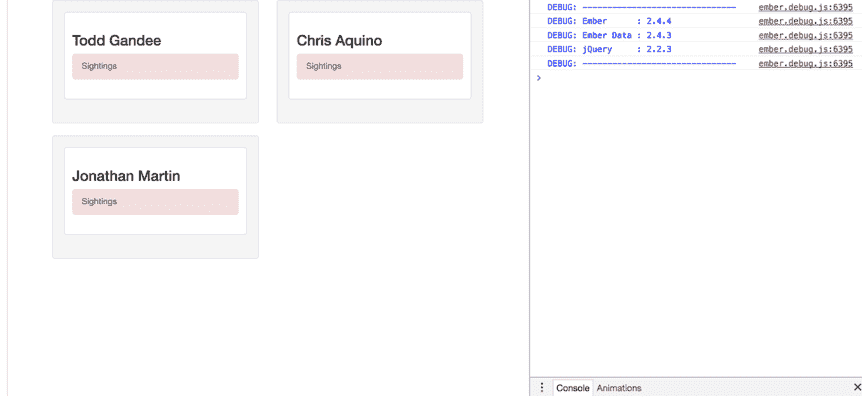 Todd Gandee
Sightings
Chris Aquino
Sightings
Jonathan Martin
Sightings
DEBUG: ------------------------------- ember.debug.js:6395
DEBUG: Ember : 2.4.4 ember.debug.js:6395
DEBUG: Ember Data : 2.4.3 ember.debug.js:6395
DEBUG: jQuery : 2.2.3 ember.debug.js:6395
DEBUG: ------------------------------- ember.debug.js:6395
>
Console Animations